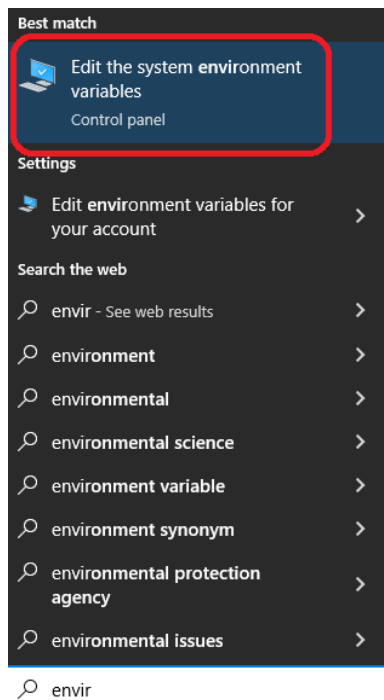 Best match
Edit the system environment
variables
Control panel
Settings
Edit environment variables for
your account
Search the web
envir - See web results
environment
environmental
environmental science
environment variable
environment synonym
environmental protection
agency
environmental issues
envir